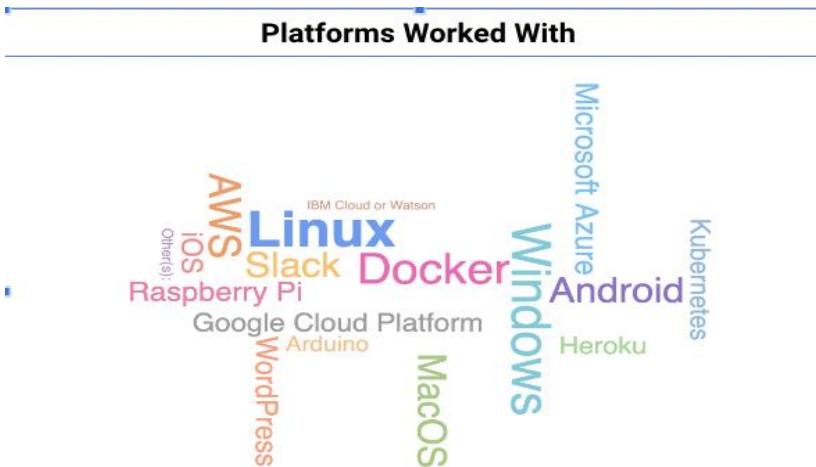 Platforms Worked With
Microsoft Azure
AWS
IBM Cloud or Watson
Linux
Other(s):
iOS
Slack
Docker
Windows
Android
Kubernetes
Raspberry Pi
Google Cloud Platform
WordPress
Arduino
MacOS
Heroku